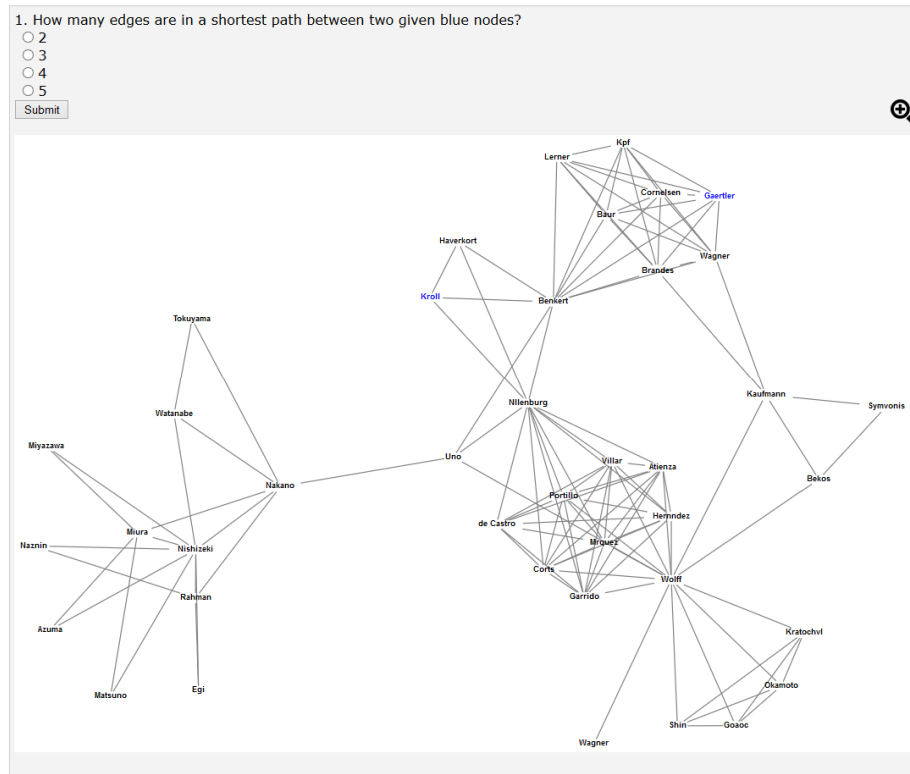 1. How many edges are in a shortest path between two given blue nodes?
2
3
4
5
Submit
Kpf
Lerner
Cornelsen
Gaertler
Baur
Haverkort
Wagner
Brandes
Kroll
Benkert
Tokuyama
Kaufmann
Nllenburg
Symvonis
Watanabe
Miyazawa
Uno
Villar
Atienza
Bekos
Nakano
Portillo
Hernndez
de Castro
Miura
Mrquez
Naznin
Nishizeki
Corts
Wolff
Rahman
Garrido
Azuma
Kratochvl
Okamoto
Egi
Matsuno
Shin
Goaoc
Wagner